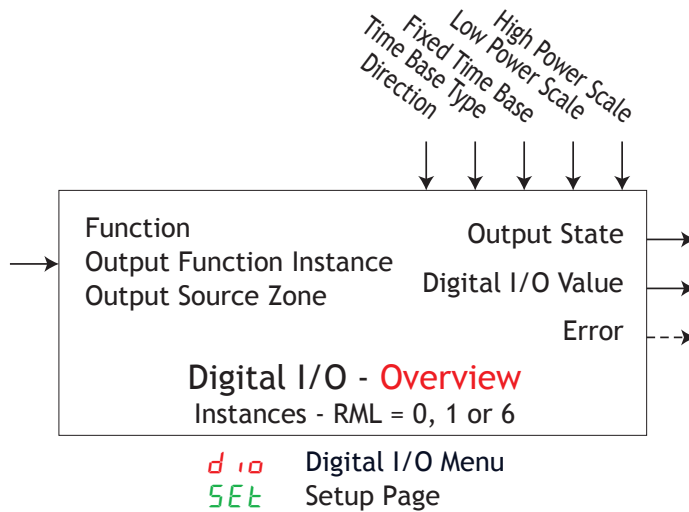 Direction
Time Base Type
Fixed Time Base
Low Power Scale
High Power Scale
Function
Output Function Instance
Output Source Zone
Output State
Digital I/O Value
Error
Digital I/O - Overview
Instances - RML = 0, 1 or 6
dio Digital I/O Menu
SEt Setup Page